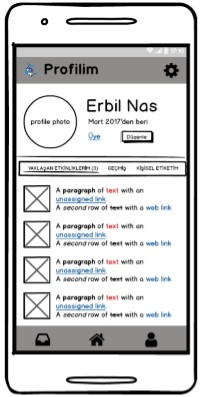 Profilim
profile photo
Erbil Nas
Mart 2017'den beri
Üye
Düzenle
YAKLAŞAN ETKİNLİKLERİM (3) GEÇMİŞ KİŞİSEL ETİKETİM
A paragraph of text with an
unassigned link.
A second row of text with a web link
A paragraph of text with an
unassigned link.
A second row of text with a web link
A paragraph of text with an
unassigned link.
A second row of text with a web link
A paragraph of text with an
unassigned link.
A second row of text with a web link